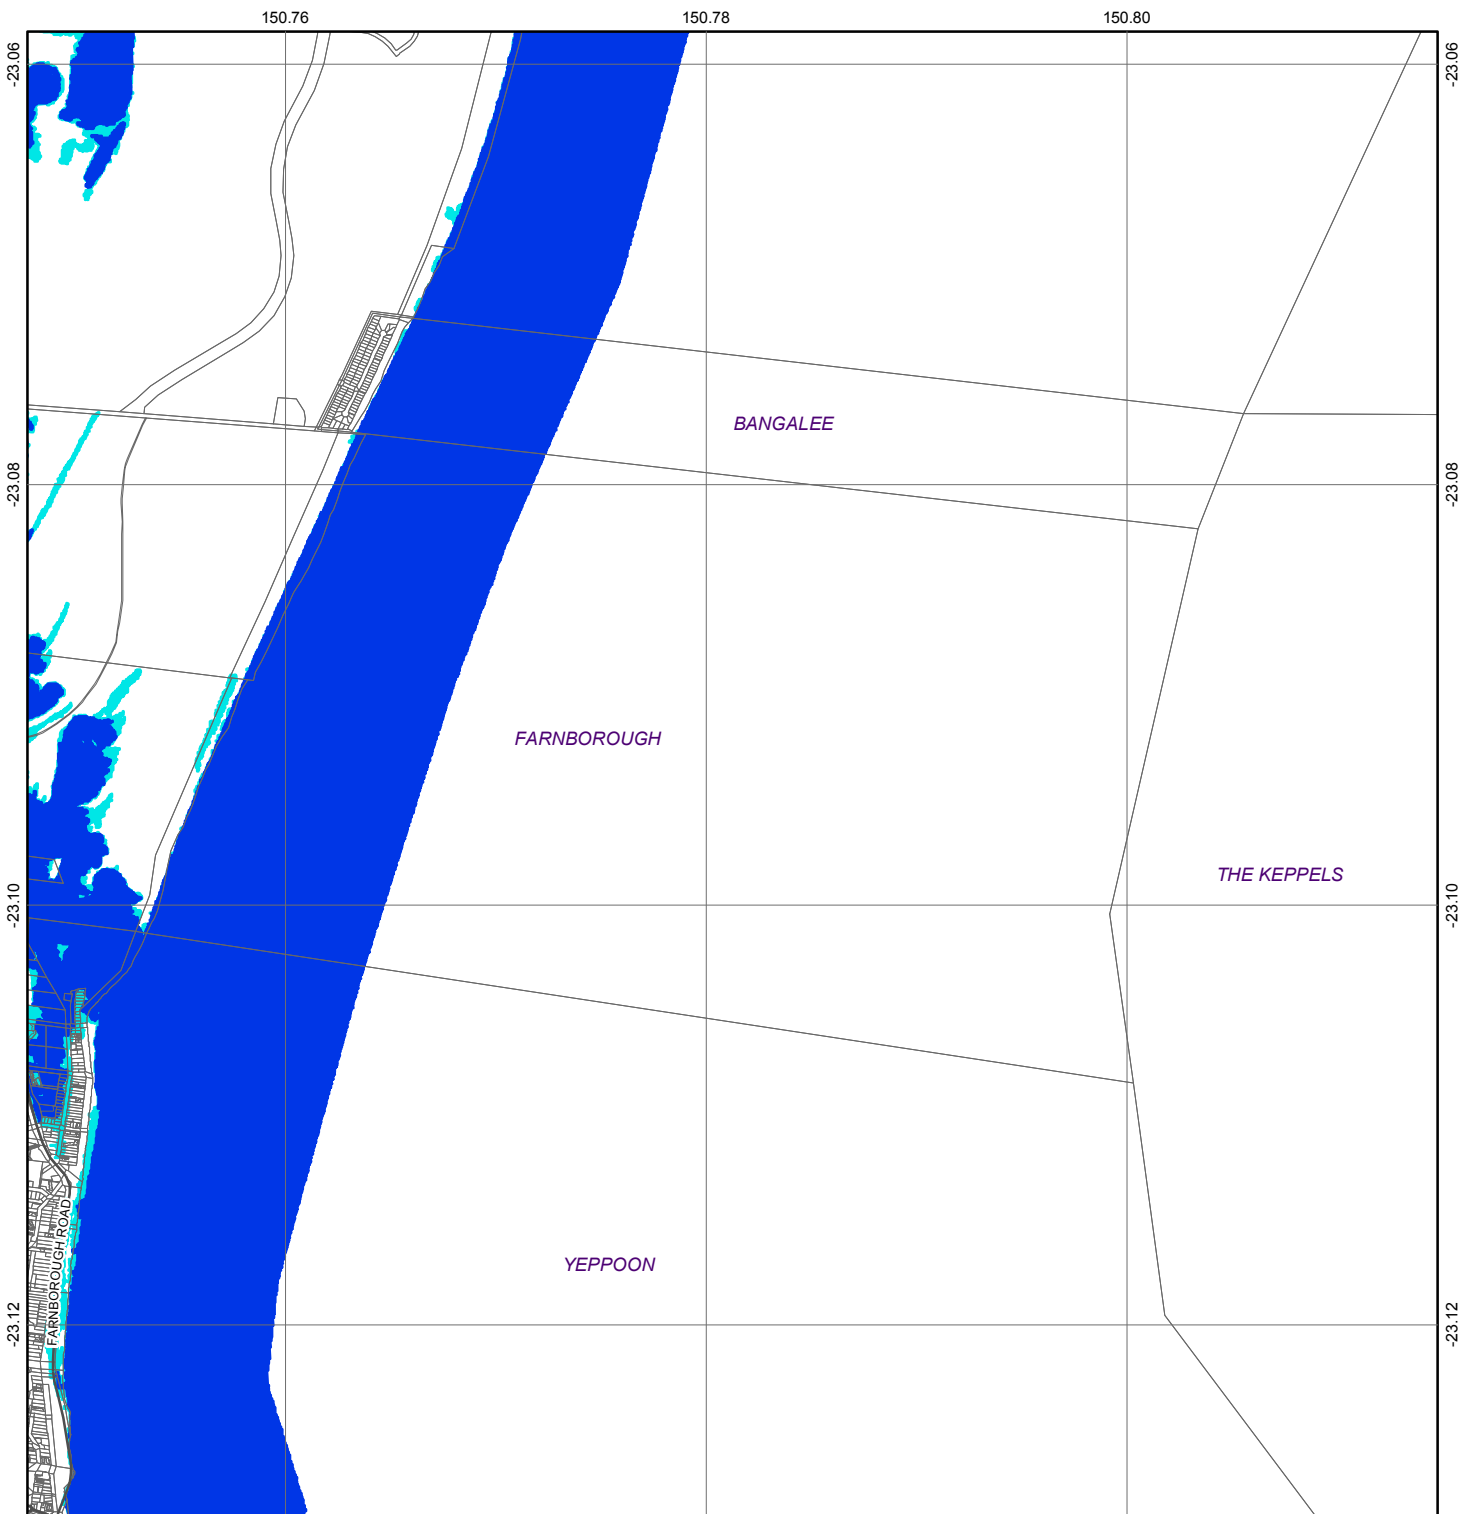 150.76 150.78 150.80
-23.06 -23.06
BANGALEE
-23.08 -23.08
FARNBOROUGH
THE KEPPELS
-23.10 -23.10
FARNBOROUGH ROAD
YEPPOON
-23.12 -23.12